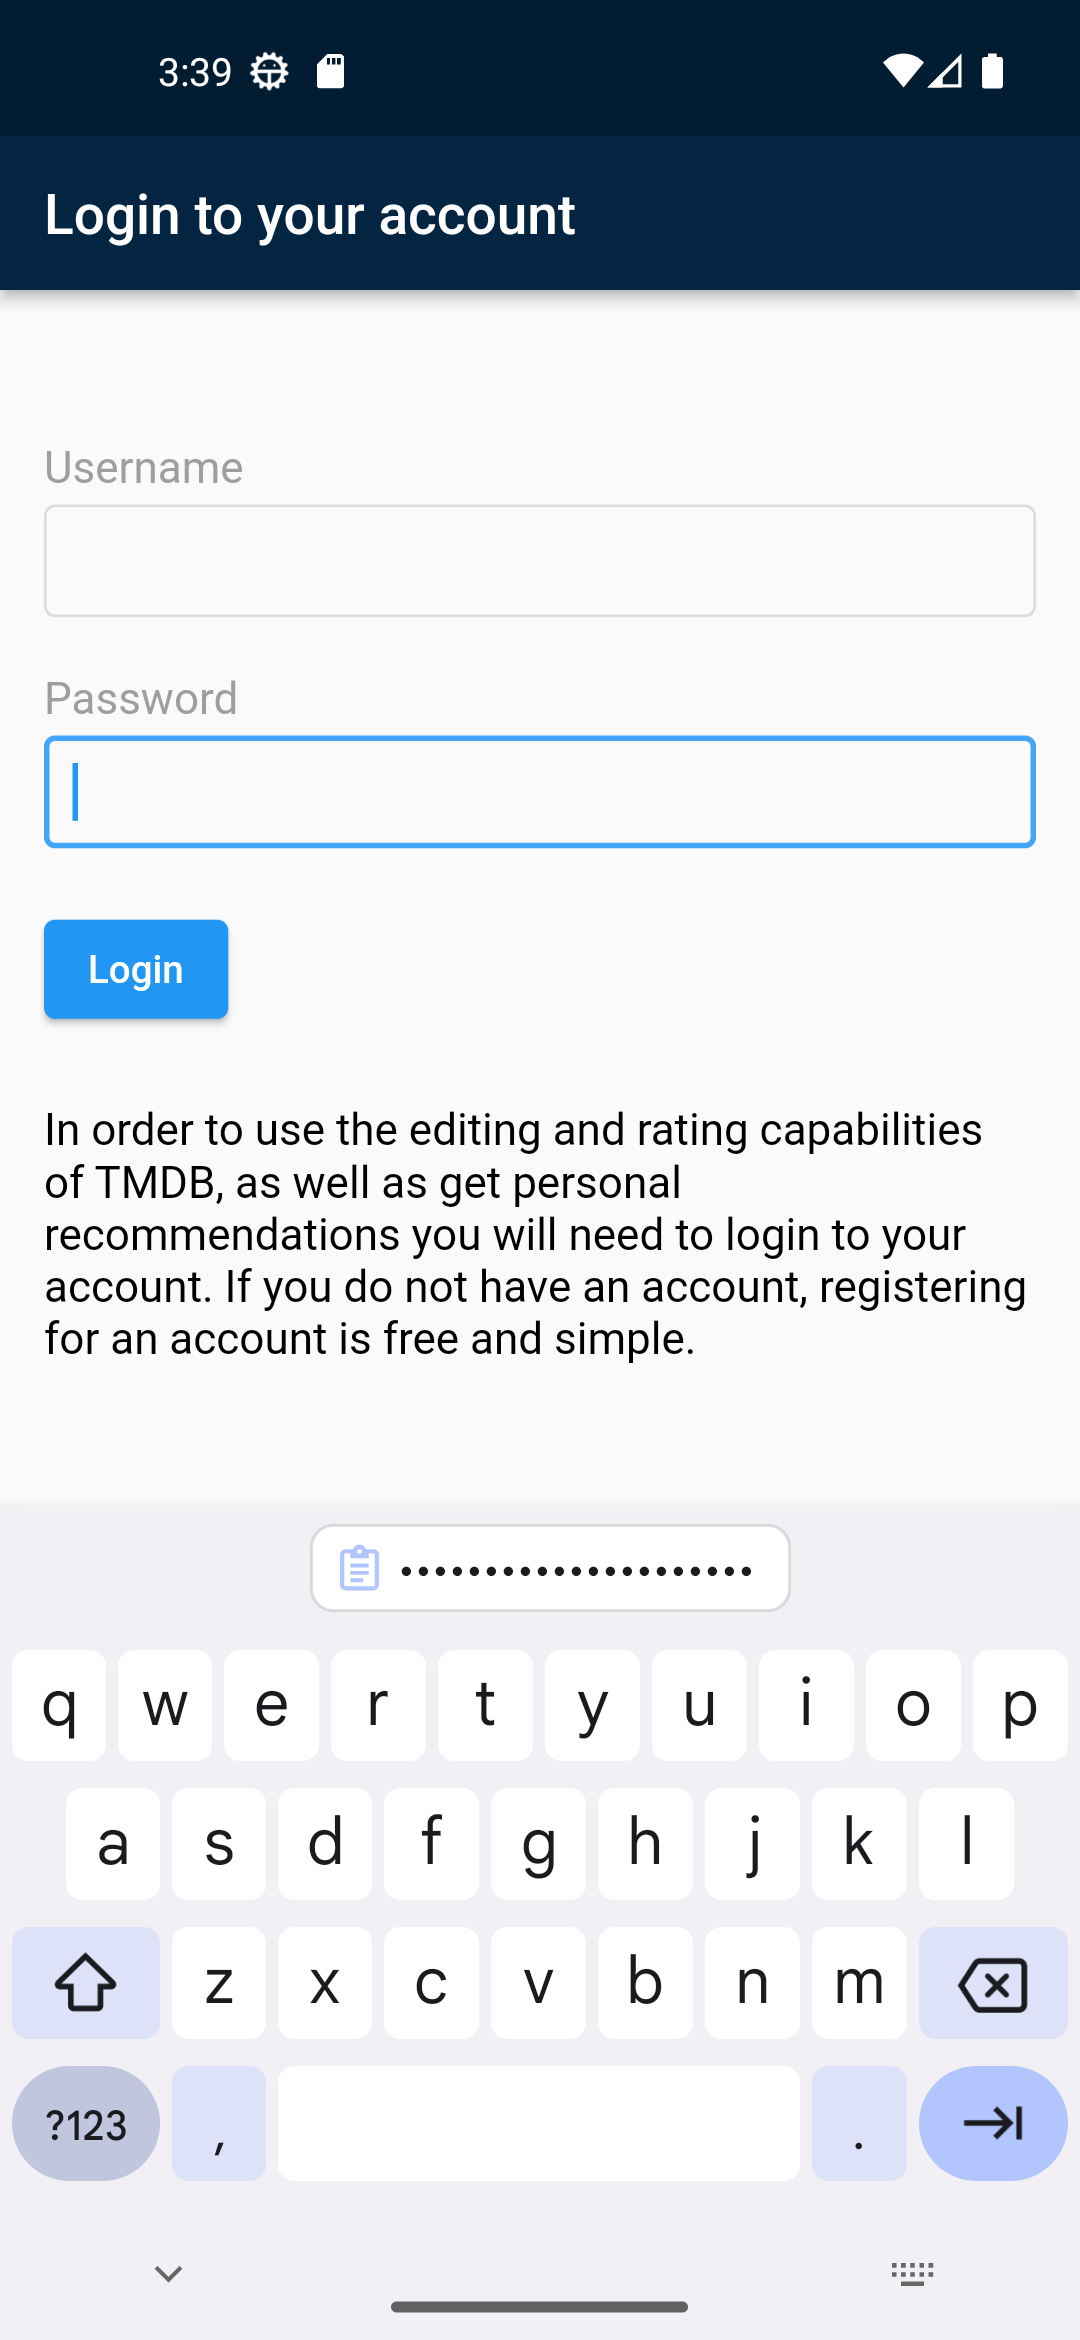 3:39
Login to your account
Username
Password
Login
In order to use the editing and rating capabilities
of TMDB, as well as get personal
recommendations you will need to login to your
account. If you do not have an account, registering
for an account is free and simple.
•••••••••••••••••••••
q w e r t y u i o p
a s d f g h j k l
z x c v b n m
?123 , .